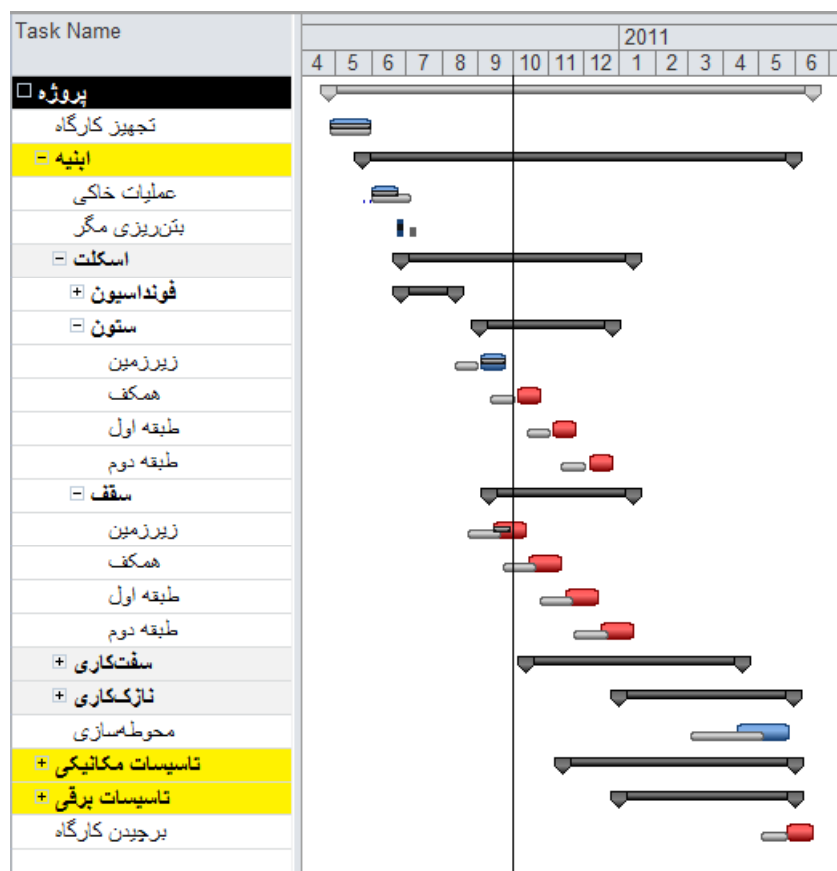 Task Name
2011
4 5 6 7 8 9 10 11 12 1 2 3 4 5 6
پروژه
تجهیز کارگاه
ابنیه
عملیات خاکی
بتن‌ریزی مگر
اسکلت
فونداسیون
ستون
زیرزمین
همکف
طبقه اول
طبقه دوم
سقف
زیرزمین
همکف
طبقه اول
طبقه دوم
سفت‌کاری
نازک‌کاری
محوطه‌سازی
تاسیسات مکانیکی
تاسیسات برقی
برچیدن کارگاه